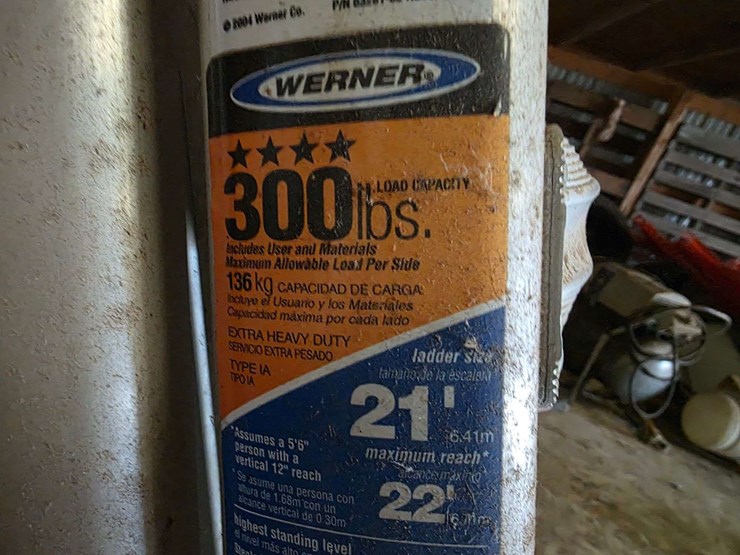 © 2004 Werner Co.
P/N
WERNER®
300 lbs. LOAD CAPACITY
Includes User and Materials
Maximum Allowable Load Per Side
136 kg CAPACIDAD DE CARGA
Incluye el Usuario y los Materiales
Capacidad máxima por cada lado
EXTRA HEAVY DUTY
SERVICIO EXTRA PESADO
TYPE IA
TIPO IA
ladder size
tamaño de la escalera
21' 6.41m
maximum reach*
alcance máximo
22'
*Assumes a 5'6"
person with a
vertical 12" reach
*Se asume una persona con
altura de 1.68m con un
alcance vertical de 0.30m
highest standing level
el nivel más alto